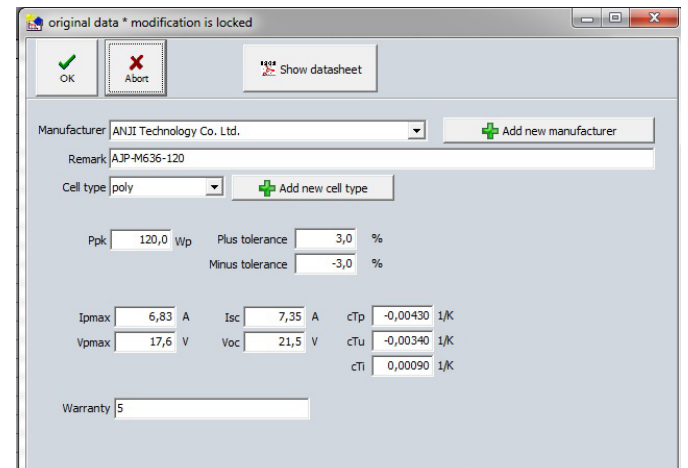 original data * modification is locked
OK
Abort
Show datasheet
Manufacturer ANJI Technology Co. Ltd. Add new manufacturer
Remark AJP-M636-120
Cell type poly Add new cell type
Ppk 120,0 Wp Plus tolerance 3,0 %
Minus tolerance -3,0 %
Ipmax 6,83 A Isc 7,35 A cTp -0,00430 1/K
Vpmax 17,6 V Voc 21,5 V cTu -0,00340 1/K
cTi 0,00090 1/K
Warranty 5